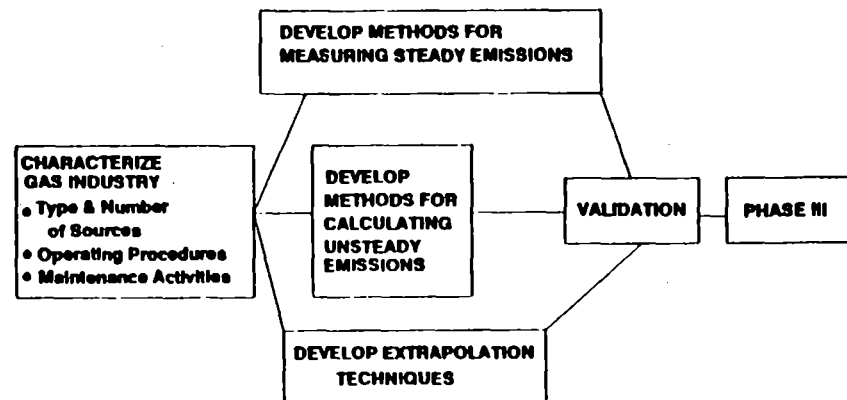 DEVELOP METHODS FOR
MEASURING STEADY EMISSIONS
CHARACTERIZE
GAS INDUSTRY
• Type & Number
of Sources
• Operating Procedures
• Maintenance Activities
DEVELOP
METHODS FOR
CALCULATING
UNSTEADY
EMISSIONS
VALIDATION
PHASE III
DEVELOP EXTRAPOLATION
TECHNIQUES